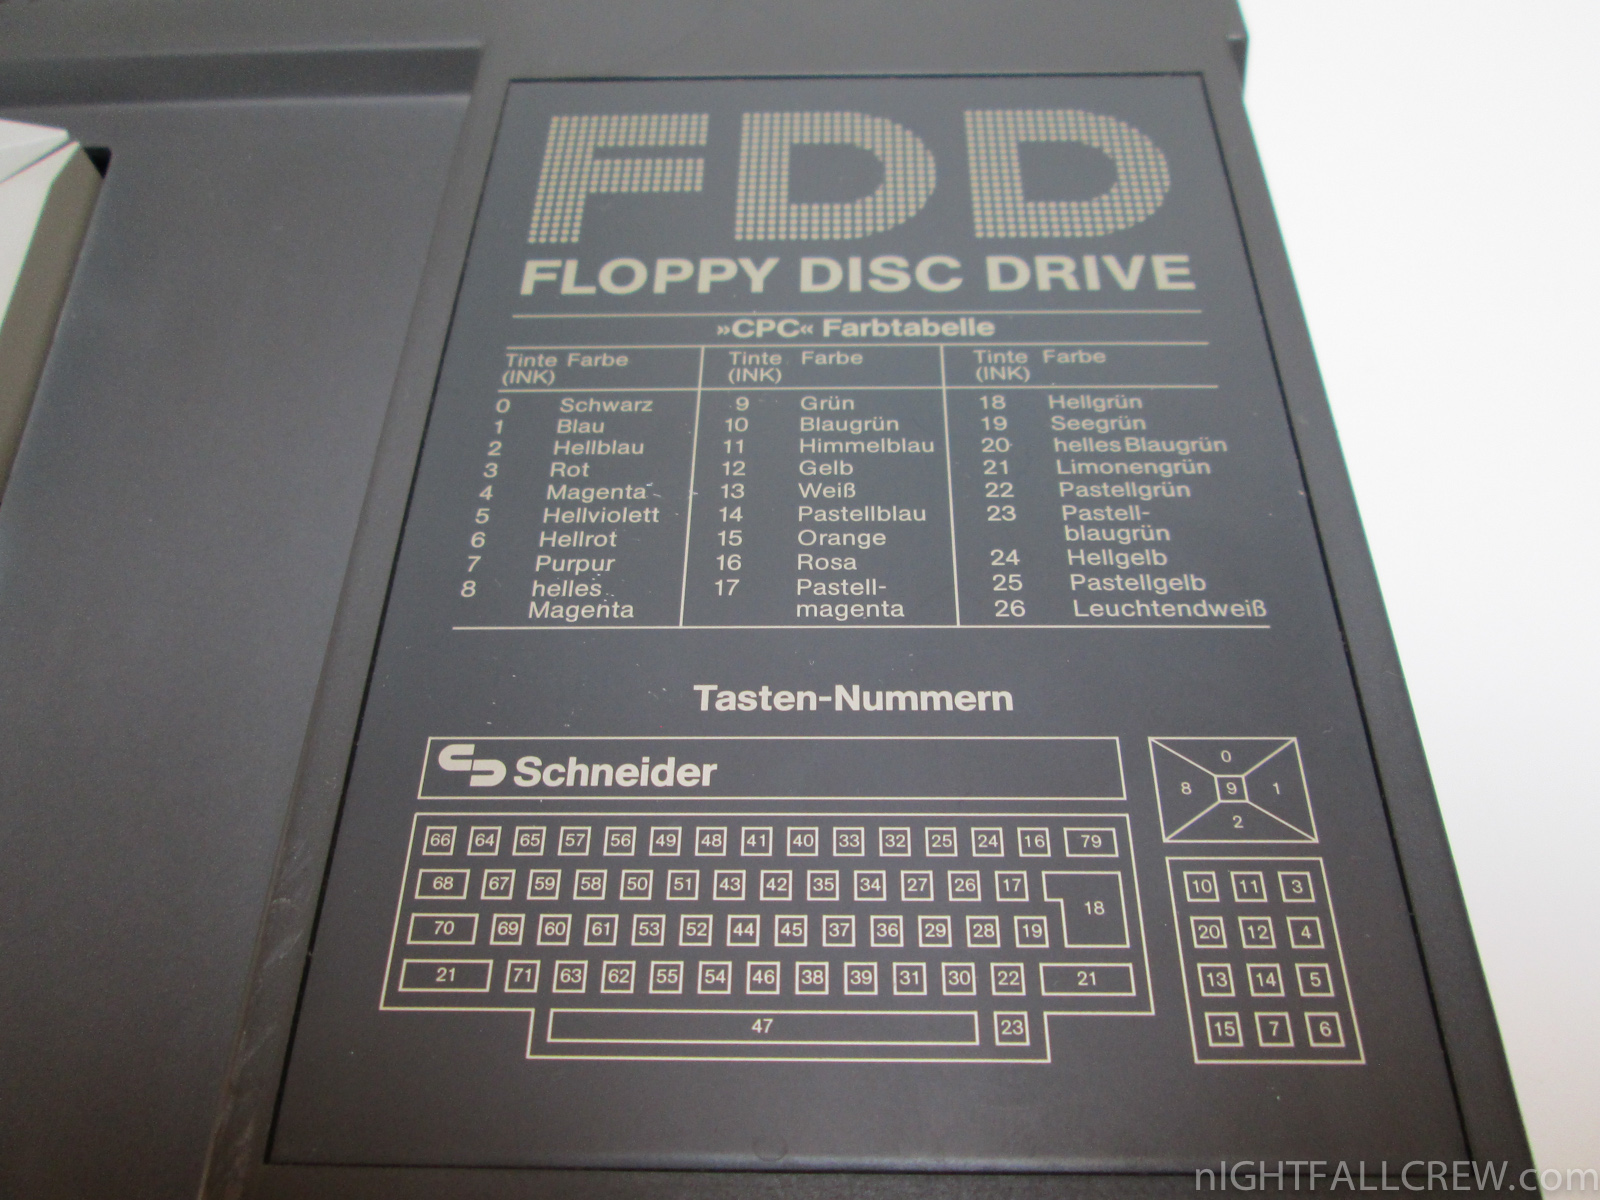 FDD
FLOPPY DISC DRIVE
»CPC« Farbtabelle
Tinte Farbe
(INK)
0 Schwarz
1 Blau
2 Hellblau
3 Rot
4 Magenta
5 Hellviolett
6 Hellrot
7 Purpur
8 helles
Magenta
Tinte Farbe
(INK)
9 Grün
10 Blaugrün
11 Himmelblau
12 Gelb
13 Weiß
14 Pastellblau
15 Orange
16 Rosa
17 Pastell-
magenta
Tinte Farbe
(INK)
18 Hellgrün
19 Seegrün
20 helles Blaugrün
21 Limonengrün
22 Pastellgrün
23 Pastell-
blaugrün
24 Hellgelb
25 Pastellgelb
26 Leuchtendweiß
Tasten-Nummern
Schneider
66 64 65 57 56 49 48 41 40 33 32 25 24 16 79
68 67 59 58 50 51 43 42 35 34 27 26 17 18
70 69 60 61 53 52 44 45 37 36 29 28 19
21 71 63 62 55 54 46 38 39 31 30 22 21
47 23
0
8 9 1
2
10 11 3
20 12 4
13 14 5
15 7 6
nIGHTFALLCREW.com